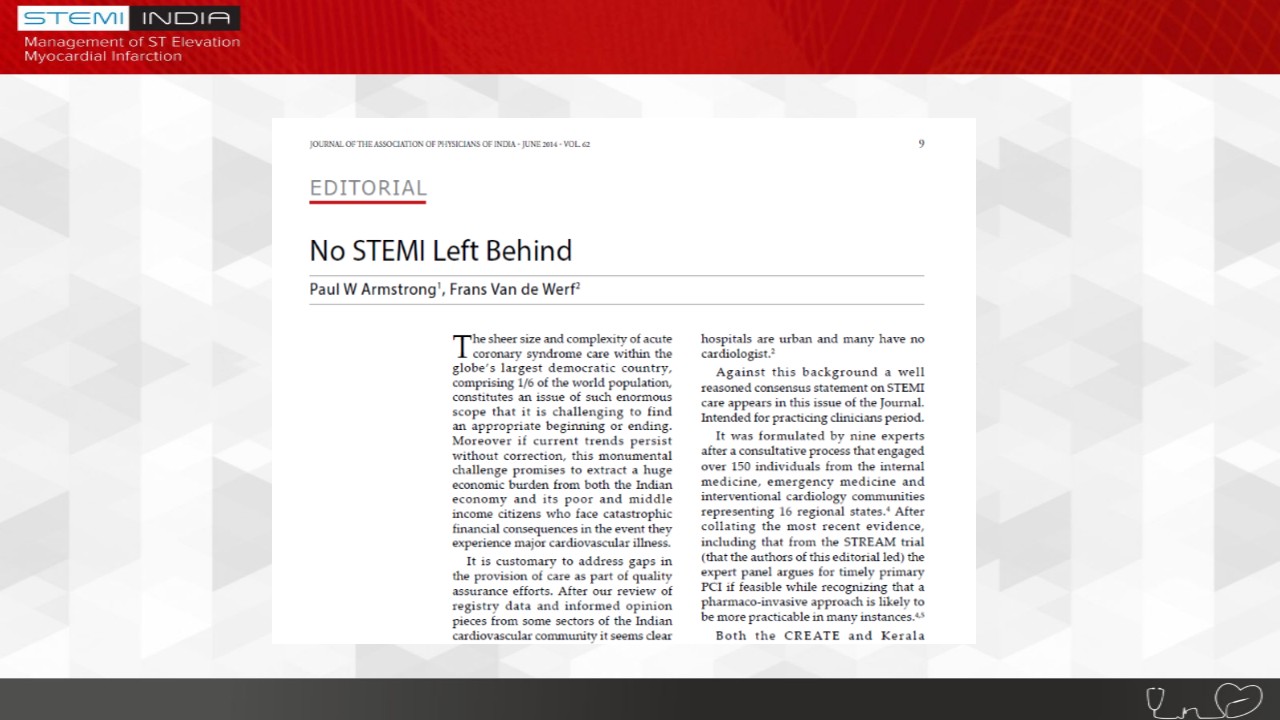 STEMI INDIA
Management of ST Elevation
Myocardial Infarction
JOURNAL OF THE ASSOCIATION OF PHYSICIANS OF INDIA • JUNE 2014 • VOL. 62
9
EDITORIAL
No STEMI Left Behind
Paul W Armstrong¹, Frans Van de Werf²
The sheer size and complexity of acute
coronary syndrome care within the
globe's largest democratic country,
comprising 1/6 of the world population,
constitutes an issue of such enormous
scope that it is challenging to find
an appropriate beginning or ending.
Moreover if current trends persist
without correction, this monumental
challenge promises to extract a huge
economic burden from both the Indian
economy and its poor and middle
income citizens who face catastrophic
financial consequences in the event they
experience major cardiovascular illness.
It is customary to address gaps in
the provision of care as part of quality
assurance efforts. After our review of
registry data and informed opinion
pieces from some sectors of the Indian
cardiovascular community it seems clear
hospitals are urban and many have no
cardiologist.²
Against this background a well
reasoned consensus statement on STEMI
care appears in this issue of the Journal.
Intended for practicing clinicians period.
It was formulated by nine experts
after a consultative process that engaged
over 150 individuals from the internal
medicine, emergency medicine and
interventional cardiology communities
representing 16 regional states.⁴ After
collating the most recent evidence,
including that from the STREAM trial
(that the authors of this editorial led) the
expert panel argues for timely primary
PCI if feasible while recognizing that a
pharmaco-invasive approach is likely to
be more practicable in many instances.⁴,⁵
Both the CREATE and Kerala